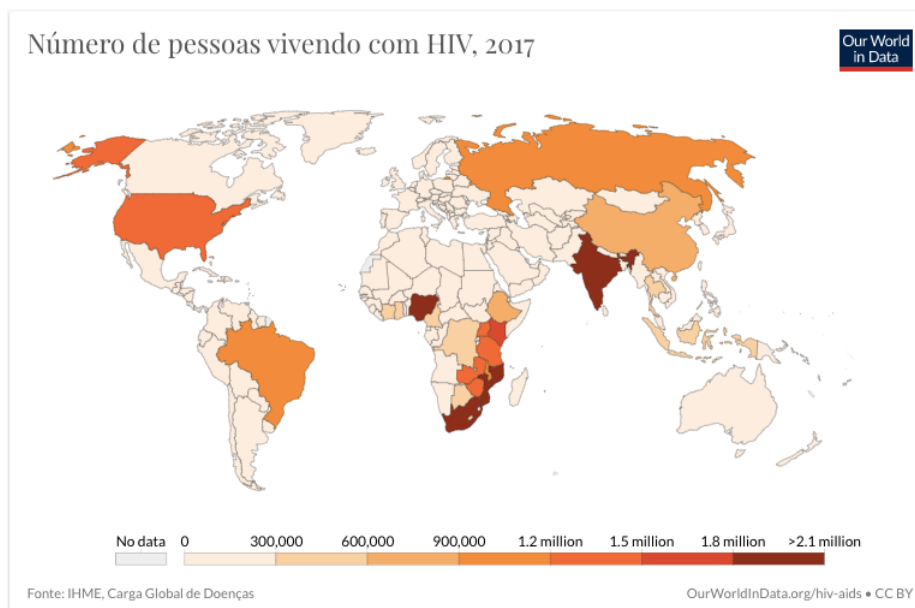 Número de pessoas vivendo com HIV, 2017
Our World
in Data
No data 0 300,000 600,000 900,000 1.2 million 1.5 million 1.8 million >2.1 million
Fonte: IHME, Carga Global de Doenças
OurWorldInData.org/hiv-aids • CC BY